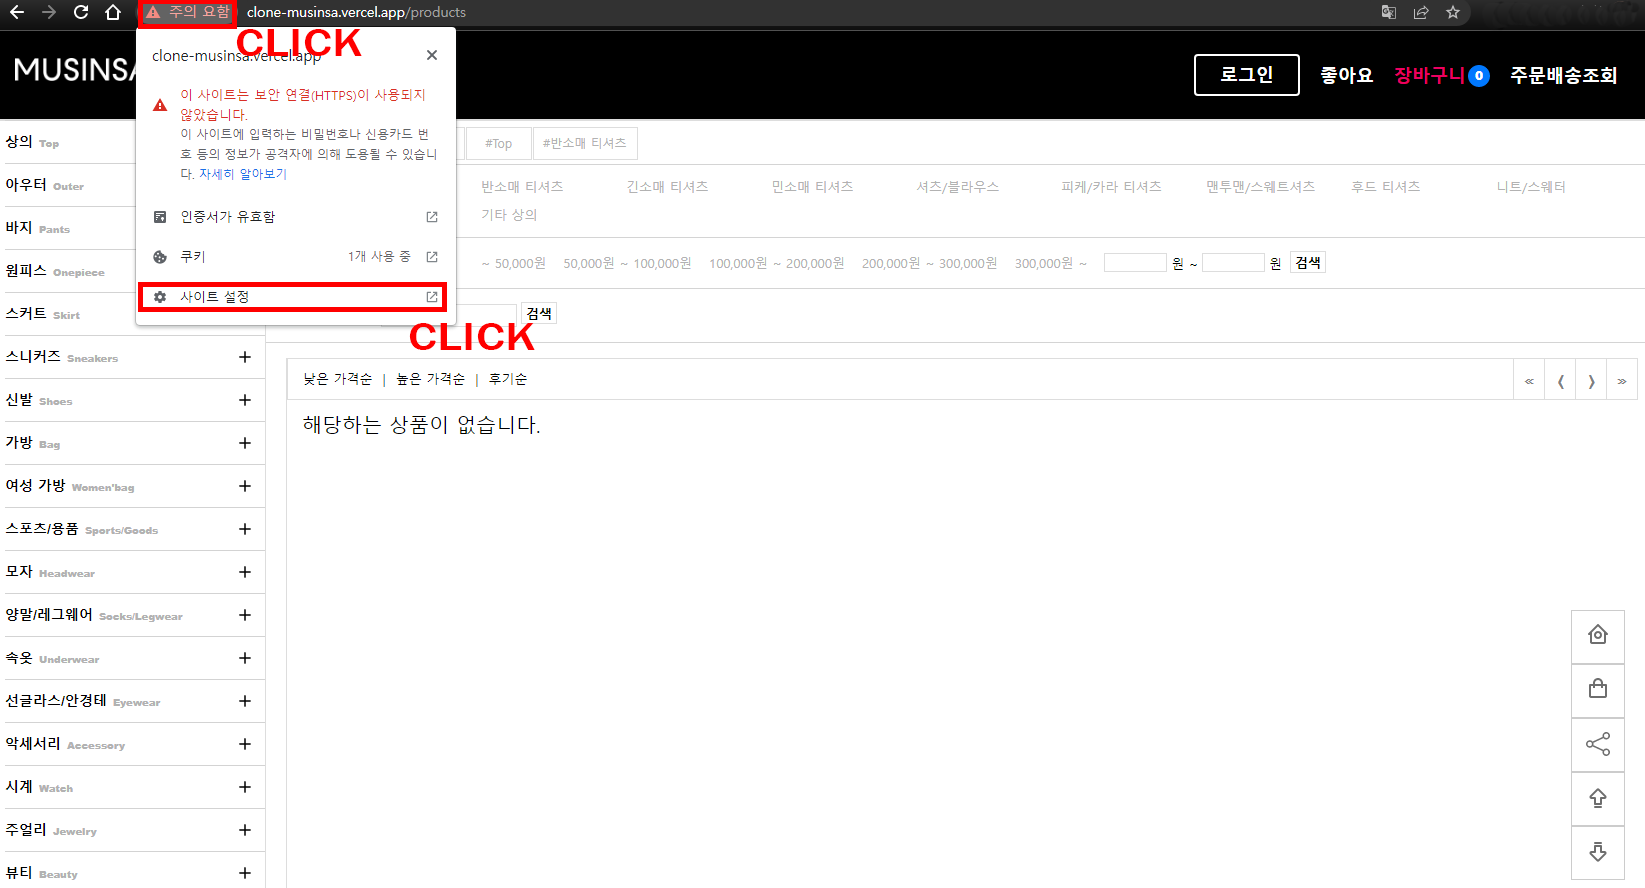 주의 요함
clone-musinsa.vercel.app/products
CLICK
clone-musinsa.vercel.app
이 사이트는 보안 연결(HTTPS)이 사용되지
않았습니다.
이 사이트에 입력하는 비밀번호나 신용카드 번
호 등의 정보가 공격자에 의해 도용될 수 있습니
다. 자세히 알아보기
인증서가 유효함
쿠키 1개 사용 중
사이트 설정
CLICK
MUSINSA
로그인 좋아요 장바구니 0 주문배송조회
상의 Top
아우터 Outer
바지 Pants
원피스 Onepiece
스커트 Skirt
스니커즈 Sneakers +
신발 Shoes +
가방 Bag +
여성 가방 Women'bag +
스포츠/용품 Sports/Goods +
모자 Headwear +
양말/레그웨어 Socks/Legwear +
속옷 Underwear +
선글라스/안경테 Eyewear +
악세서리 Accessory +
시계 Watch +
주얼리 Jewelry +
뷰티 Beauty +
#Top #반소매 티셔츠
반소매 티셔츠 긴소매 티셔츠 민소매 티셔츠 셔츠/블라우스 피케/카라 티셔츠 맨투맨/스웨트셔츠 후드 티셔츠 니트/스웨터
기타 상의
~ 50,000원 50,000원 ~ 100,000원 100,000원 ~ 200,000원 200,000원 ~ 300,000원 300,000원 ~ 원 ~ 원 검색
검색
낮은 가격순 | 높은 가격순 | 후기순 « ❬ ❭ »
해당하는 상품이 없습니다.